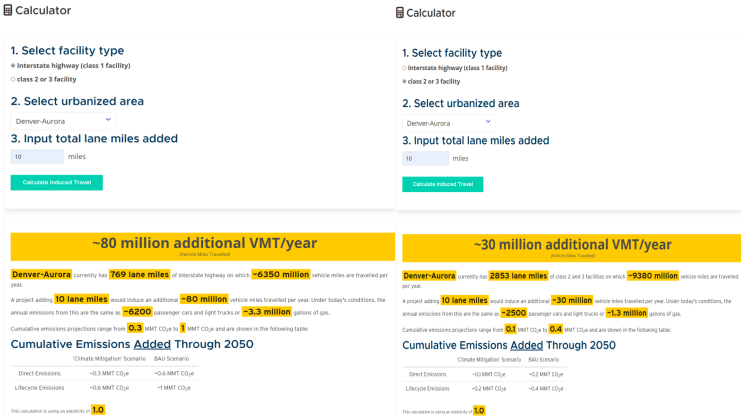 Calculator
1. Select facility type
Interstate highway (class 1 facility)
class 2 or 3 facility
2. Select urbanized area
Denver-Aurora
3. Input total lane miles added
10 miles
Calculate Induced Travel
~80 million additional VMT/year
(Vehicle Miles Travelled)
Denver-Aurora currently has 769 lane miles of Interstate highway on which ~6350 million vehicle miles are travelled per
year.
A project adding 10 lane miles would induce an additional ~80 million vehicle miles travelled per year. Under today's conditions, the
annual emissions from this are the same as ~6200 passenger cars and light trucks or ~3.3 million gallons of gas.
Cumulative emissions projections range from 0.3 MMT CO₂e to 1 MMT CO₂e and are shown in the following table:
Cumulative Emissions Added Through 2050
'Climate Mitigation' Scenario BAU Scenario
Direct Emissions ~0.3 MMT CO₂e ~0.6 MMT CO₂e
Lifecycle Emissions ~0.6 MMT CO₂e ~1 MMT CO₂e
This calculation is using an elasticity of 1.0
Calculator
1. Select facility type
Interstate highway (class 1 facility)
class 2 or 3 facility
2. Select urbanized area
Denver-Aurora
3. Input total lane miles added
10 miles
Calculate Induced Travel
~30 million additional VMT/year
(Vehicle Miles Travelled)
Denver-Aurora currently has 2853 lane miles of class 2 and 3 facilities on which ~9380 million vehicle miles are travelled
per year.
A project adding 10 lane miles would induce an additional ~30 million vehicle miles travelled per year. Under today's conditions, the
annual emissions from this are the same as ~2500 passenger cars and light trucks or ~1.3 million gallons of gas.
Cumulative emissions projections range from 0.1 MMT CO₂e to 0.4 MMT CO₂e and are shown in the following table:
Cumulative Emissions Added Through 2050
'Climate Mitigation' Scenario BAU Scenario
Direct Emissions ~0.1 MMT CO₂e ~0.2 MMT CO₂e
Lifecycle Emissions ~0.2 MMT CO₂e ~0.4 MMT CO₂e
This calculation is using an elasticity of 1.0